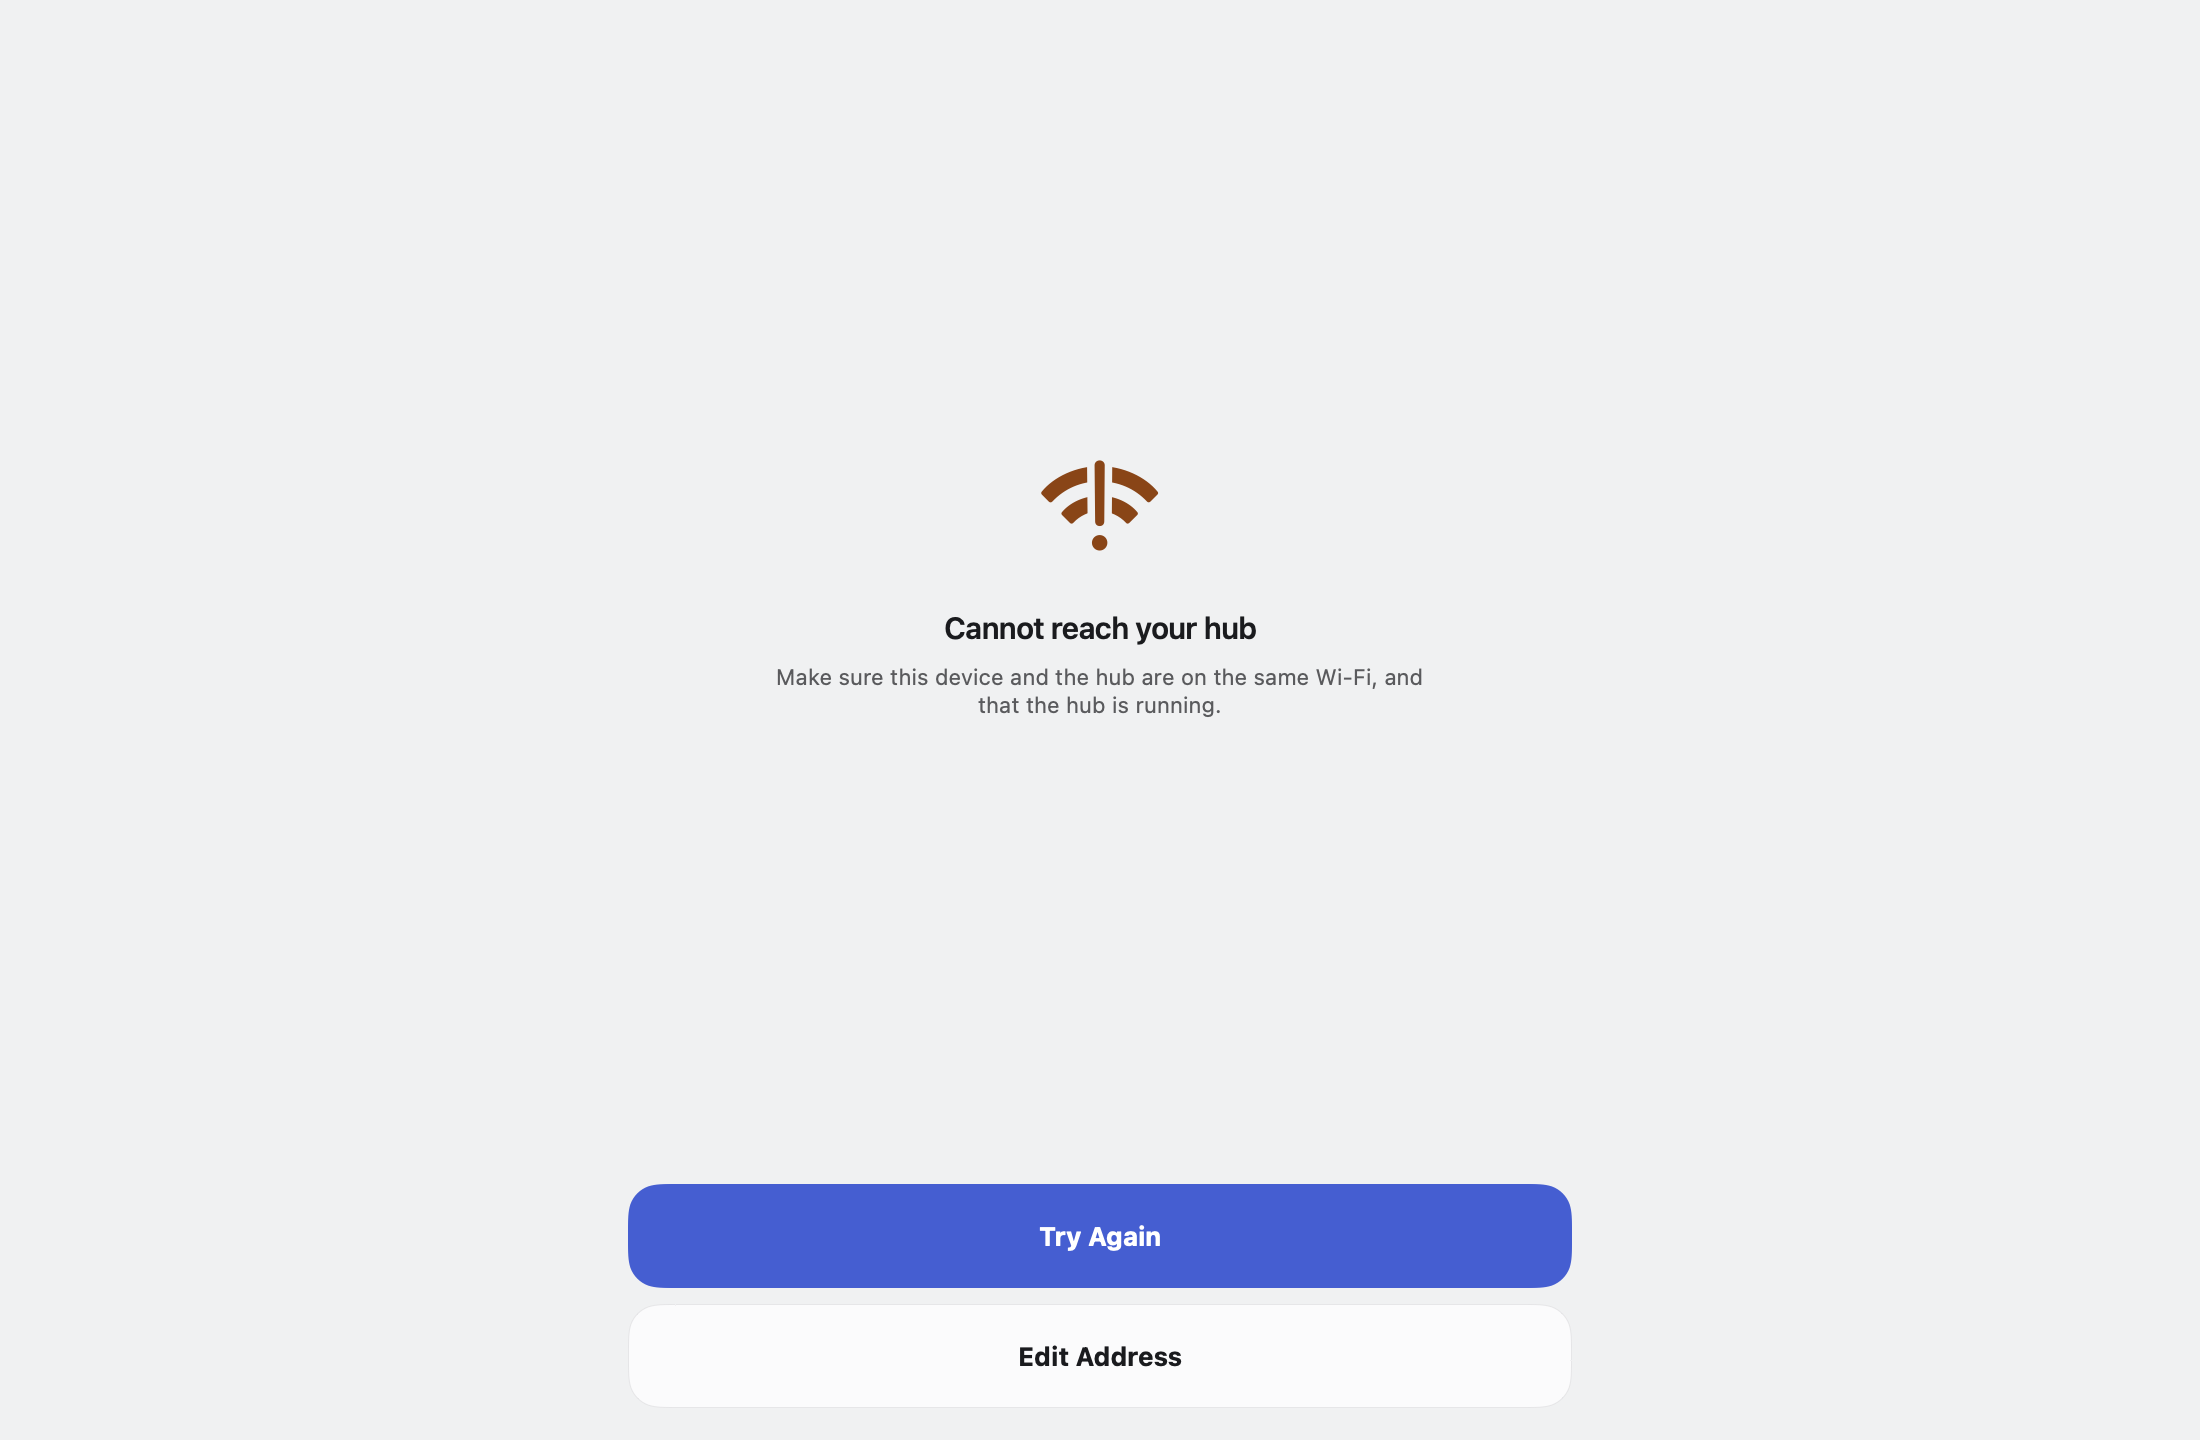 Cannot reach your hub
Make sure this device and the hub are on the same Wi-Fi, and
that the hub is running.
Try Again
Edit Address